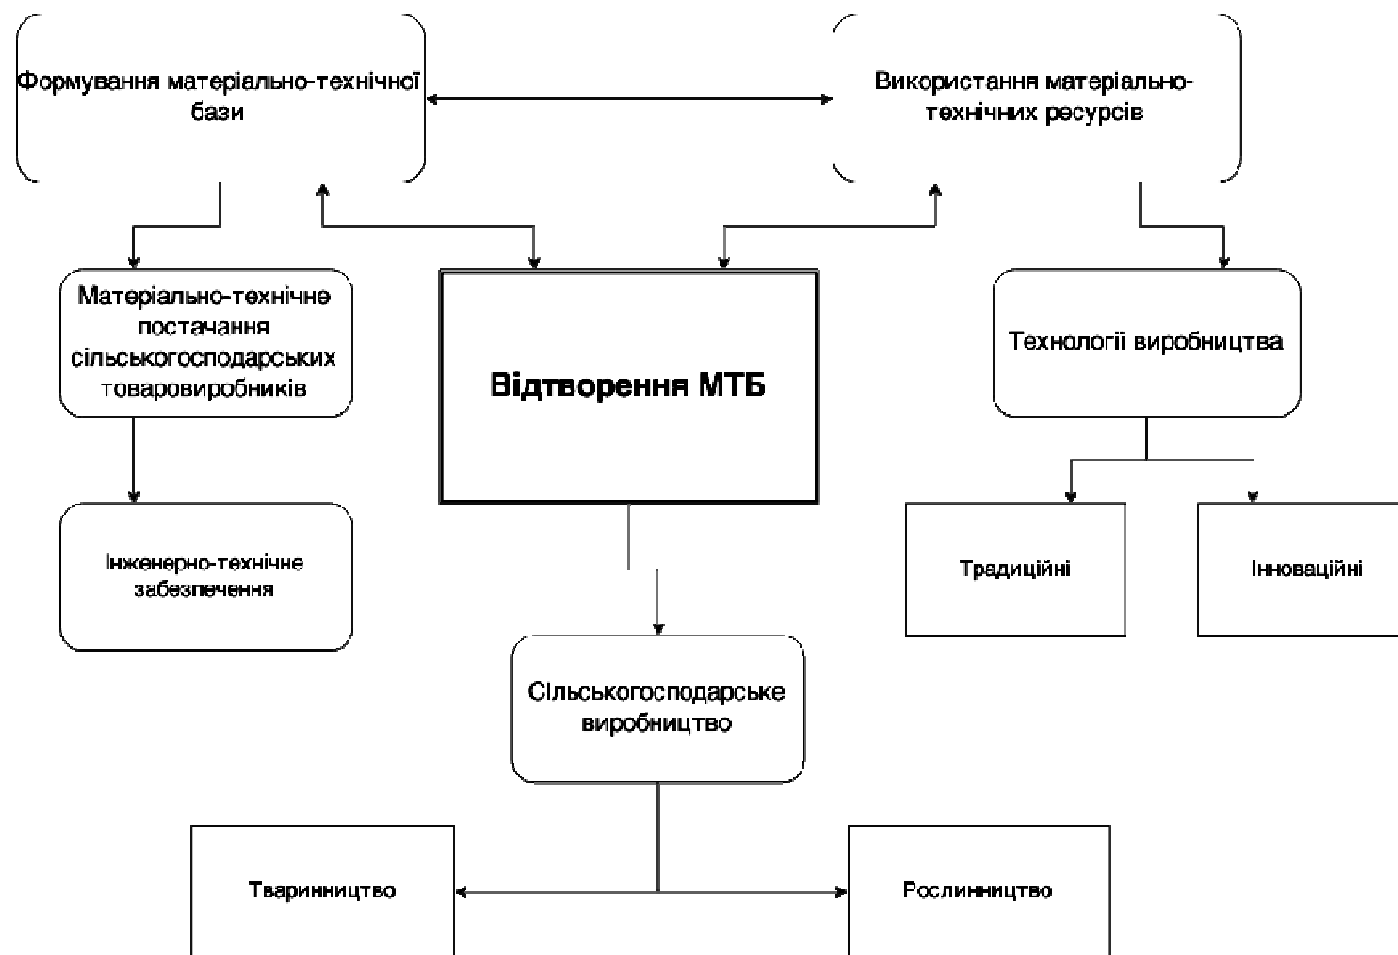 Формування матеріально-технічної
бази
Використання матеріально-
технічних ресурсів
Матеріально-технічне
постачання
сільськогосподарських
товаровиробників
Відтворення МТБ
Технології виробництва
Інженерно-технічне
забезпечення
Традиційні
Інноваційні
Сільськогосподарське
виробництво
Тваринництво
Рослинництво